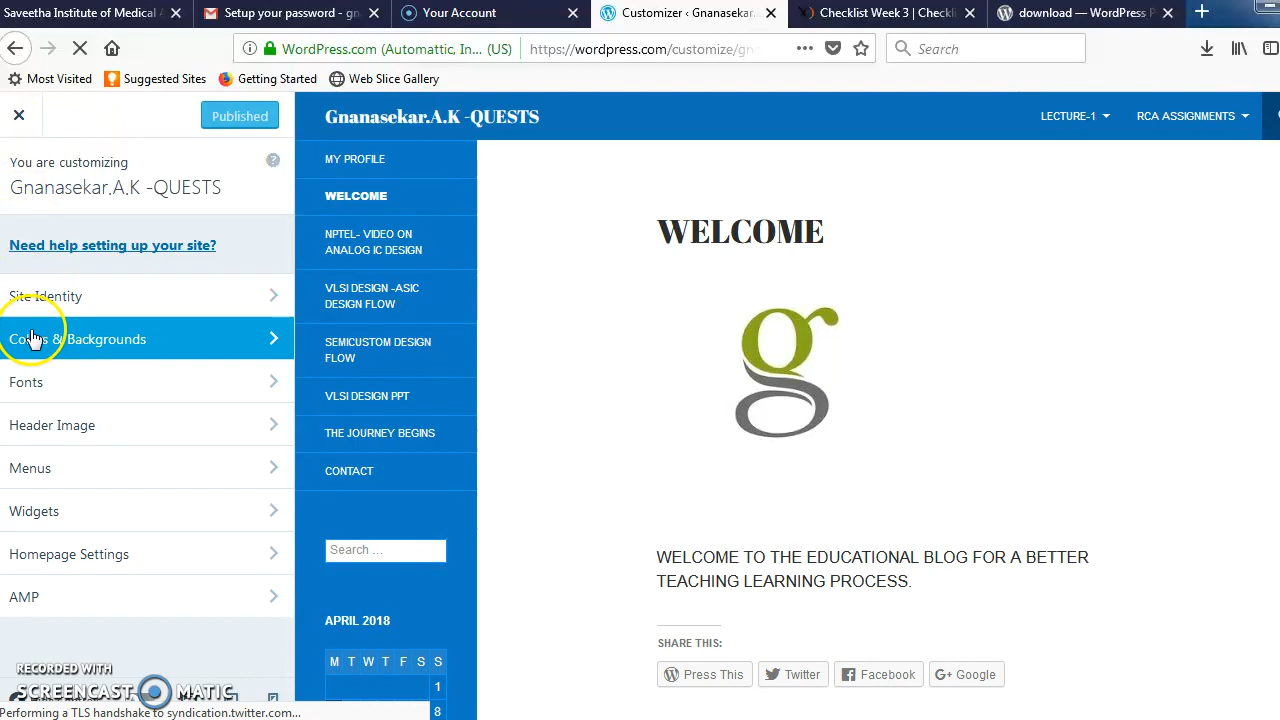 Saveetha Institute of Medical A
Setup your password - gn
Your Account
Customizer ‹ Gnanasekar.
Checklist Week 3 | Checkli
download — WordPress P
WordPress.com (Automattic, In... (US)
https://wordpress.com/customize/gn
Search
Most Visited
Suggested Sites
Getting Started
Web Slice Gallery
Published
Gnanasekar.A.K -QUESTS
LECTURE-1
RCA ASSIGNMENTS
You are customizing
Gnanasekar.A.K -QUESTS
Need help setting up your site?
Site Identity
Colors & Backgrounds
Fonts
Header Image
Menus
Widgets
Homepage Settings
AMP
MY PROFILE
WELCOME
NPTEL- VIDEO ON
ANALOG IC DESIGN
VLSI DESIGN -ASIC
DESIGN FLOW
SEMICUSTOM DESIGN
FLOW
VLSI DESIGN PPT
THE JOURNEY BEGINS
CONTACT
Search ...
APRIL 2018
M T W T F S S
1
8
WELCOME
g
WELCOME TO THE EDUCATIONAL BLOG FOR A BETTER
TEACHING LEARNING PROCESS.
SHARE THIS:
Press This
Twitter
Facebook
Google
RECORDED WITH
SCREENCAST MATIC
Performing a TLS handshake to syndication.twitter.com...